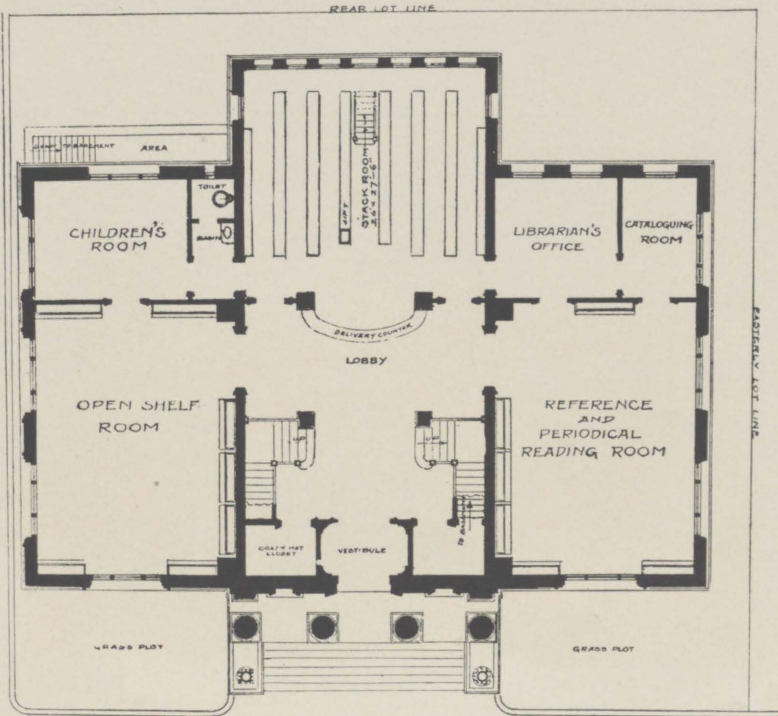 REAR LOT LINE
AREA
TOILET
BASIN
CHILDREN'S
ROOM
LIFT
STACK ROOM
LIBRARIAN'S
OFFICE
CATALOGUING
ROOM
DELIVERY COUNTER
LOBBY
EASTERLY LOT LINE
OPEN SHELF
ROOM
REFERENCE
AND
PERIODICAL
READING ROOM
UP
UP
TO BASEMENT
COAT & HAT
CLOSET
VESTIBULE
GRASS PLOT
GRASS PLOT